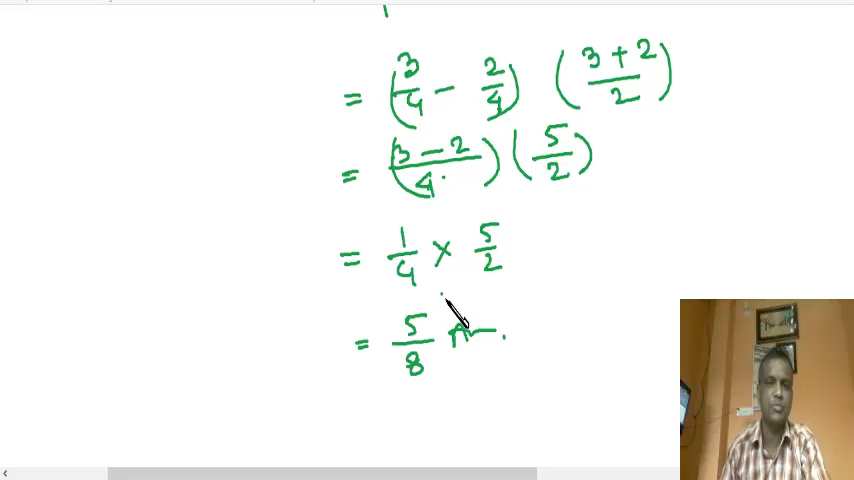 = (3/4 - 2/4) (3+2/2)
= (3-2/4) (5/2)
= 1/4 × 5/2
= 5/8